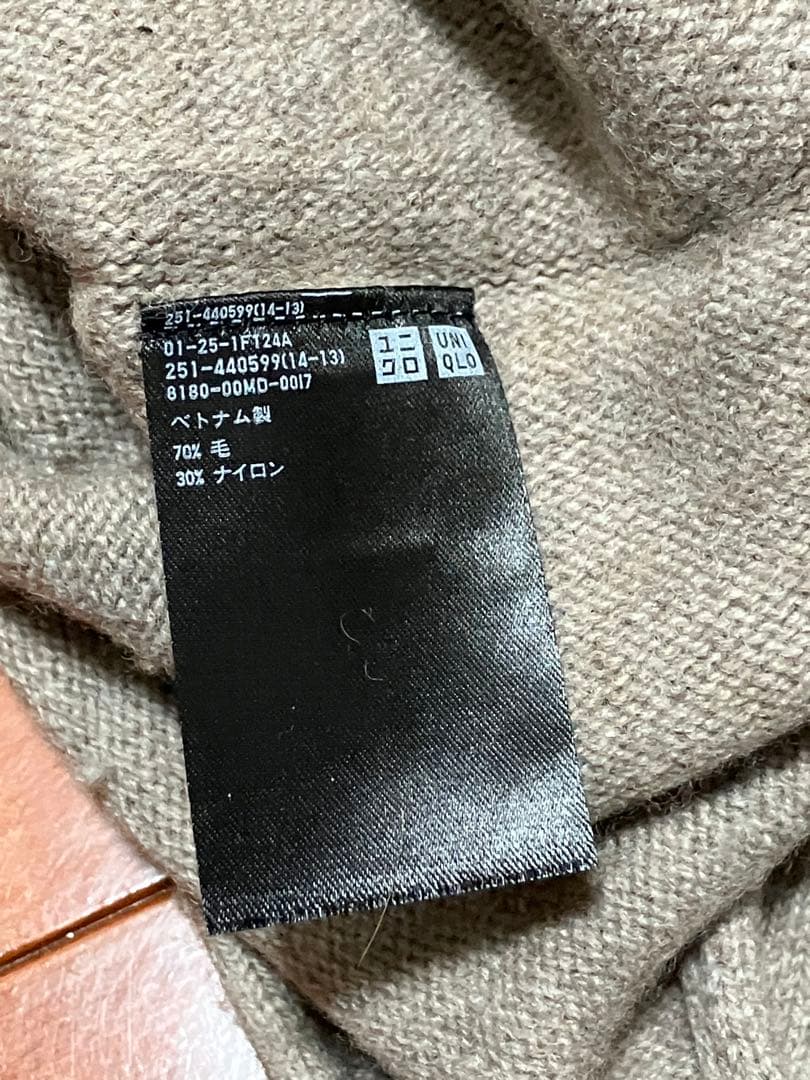 251-440599(14-13)
01-25-1FT24A
251-440599(14-13)
8180-00MD-0017
ユニ
クロ
UNI
QLO
ベトナム製
70% 毛
30% ナイロン